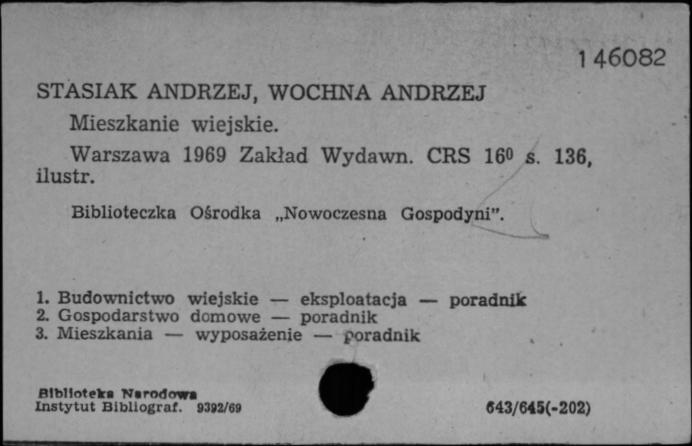 146082
STASIAK ANDRZEJ, WOCHNA ANDRZEJ
Mieszkanie wiejskie.
Warszawa 1969 Zakład Wydawn. CRS 16⁰ s. 136,
ilustr.
Biblioteczka Ośrodka „Nowoczesna Gospodyni”.
1. Budownictwo wiejskie — eksploatacja — poradnik
2. Gospodarstwo domowe — poradnik
3. Mieszkania — wyposażenie — poradnik
Biblioteka Narodowa
Instytut Bibliograf. 9392/69
643/645(-202)